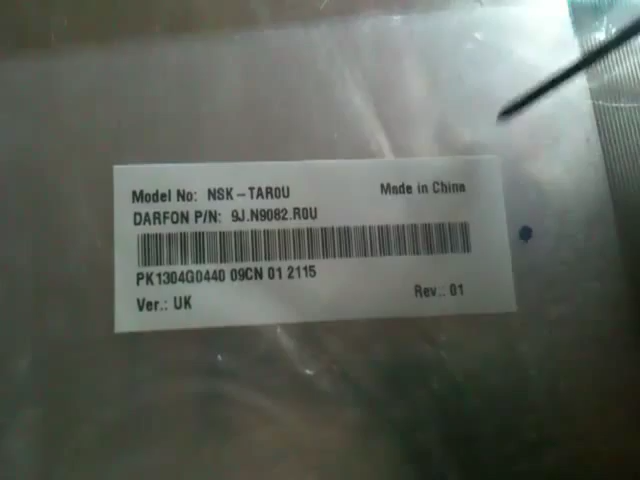 Model No: NSK-TAR0U Made in China
DARFON P/N: 9J.N9082.R0U
PK1304G0440 09CN 01 2115
Ver.: UK Rev.: 01